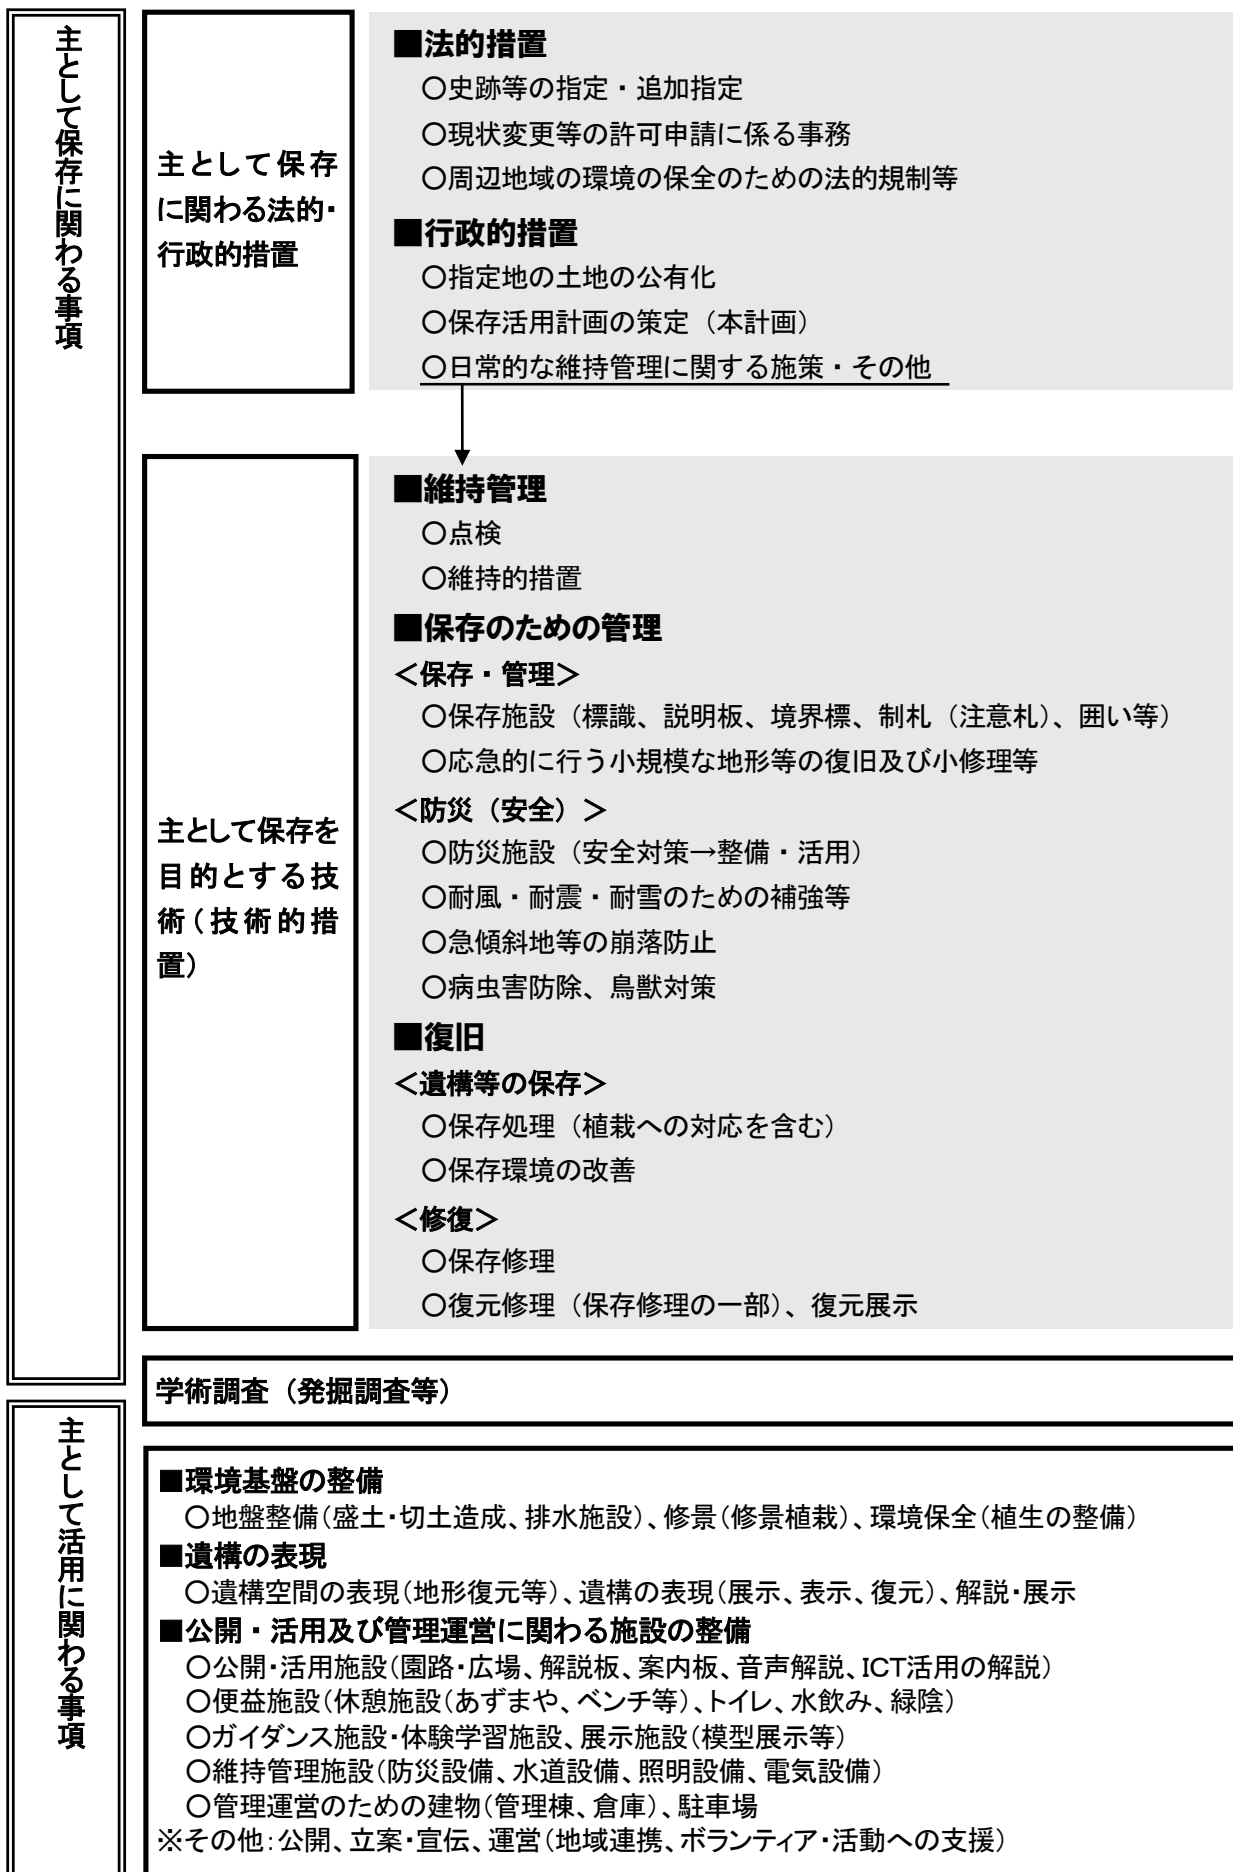 主として保存に関わる事項
主として保存
に関わる法的・
行政的措置
■法的措置
○史跡等の指定・追加指定
○現状変更等の許可申請に係る事務
○周辺地域の環境の保全のための法的規制等
■行政的措置
○指定地の土地の公有化
○保存活用計画の策定（本計画）
○日常的な維持管理に関する施策・その他
主として保存を
目的とする技
術（技術的措
置）
■維持管理
○点検
○維持的措置
■保存のための管理
＜保存・管理＞
○保存施設（標識、説明板、境界標、制札（注意札）、囲い等）
○応急的に行う小規模な地形等の復旧及び小修理等
＜防災（安全）＞
○防災施設（安全対策→整備・活用）
○耐風・耐震・耐雪のための補強等
○急傾斜地等の崩落防止
○病虫害防除、鳥獣対策
■復旧
＜遺構等の保存＞
○保存処理（植栽への対応を含む）
○保存環境の改善
＜修復＞
○保存修理
○復元修理（保存修理の一部）、復元展示
学術調査（発掘調査等）
主として活用に関わる事項
■環境基盤の整備
○地盤整備（盛土・切土造成、排水施設）、修景（修景植栽）、環境保全（植生の整備）
■遺構の表現
○遺構空間の表現（地形復元等）、遺構の表現（展示、表示、復元）、解説・展示
■公開・活用及び管理運営に関わる施設の整備
○公開・活用施設（園路・広場、解説板、案内板、音声解説、ICT活用の解説）
○便益施設（休憩施設（あずまや、ベンチ等）、トイレ、水飲み、緑陰）
○ガイダンス施設・体験学習施設、展示施設（模型展示等）
○維持管理施設（防災設備、水道設備、照明設備、電気設備）
○管理運営のための建物（管理棟、倉庫）、駐車場
※その他：公開、立案・宣伝、運営（地域連携、ボランティア・活動への支援）